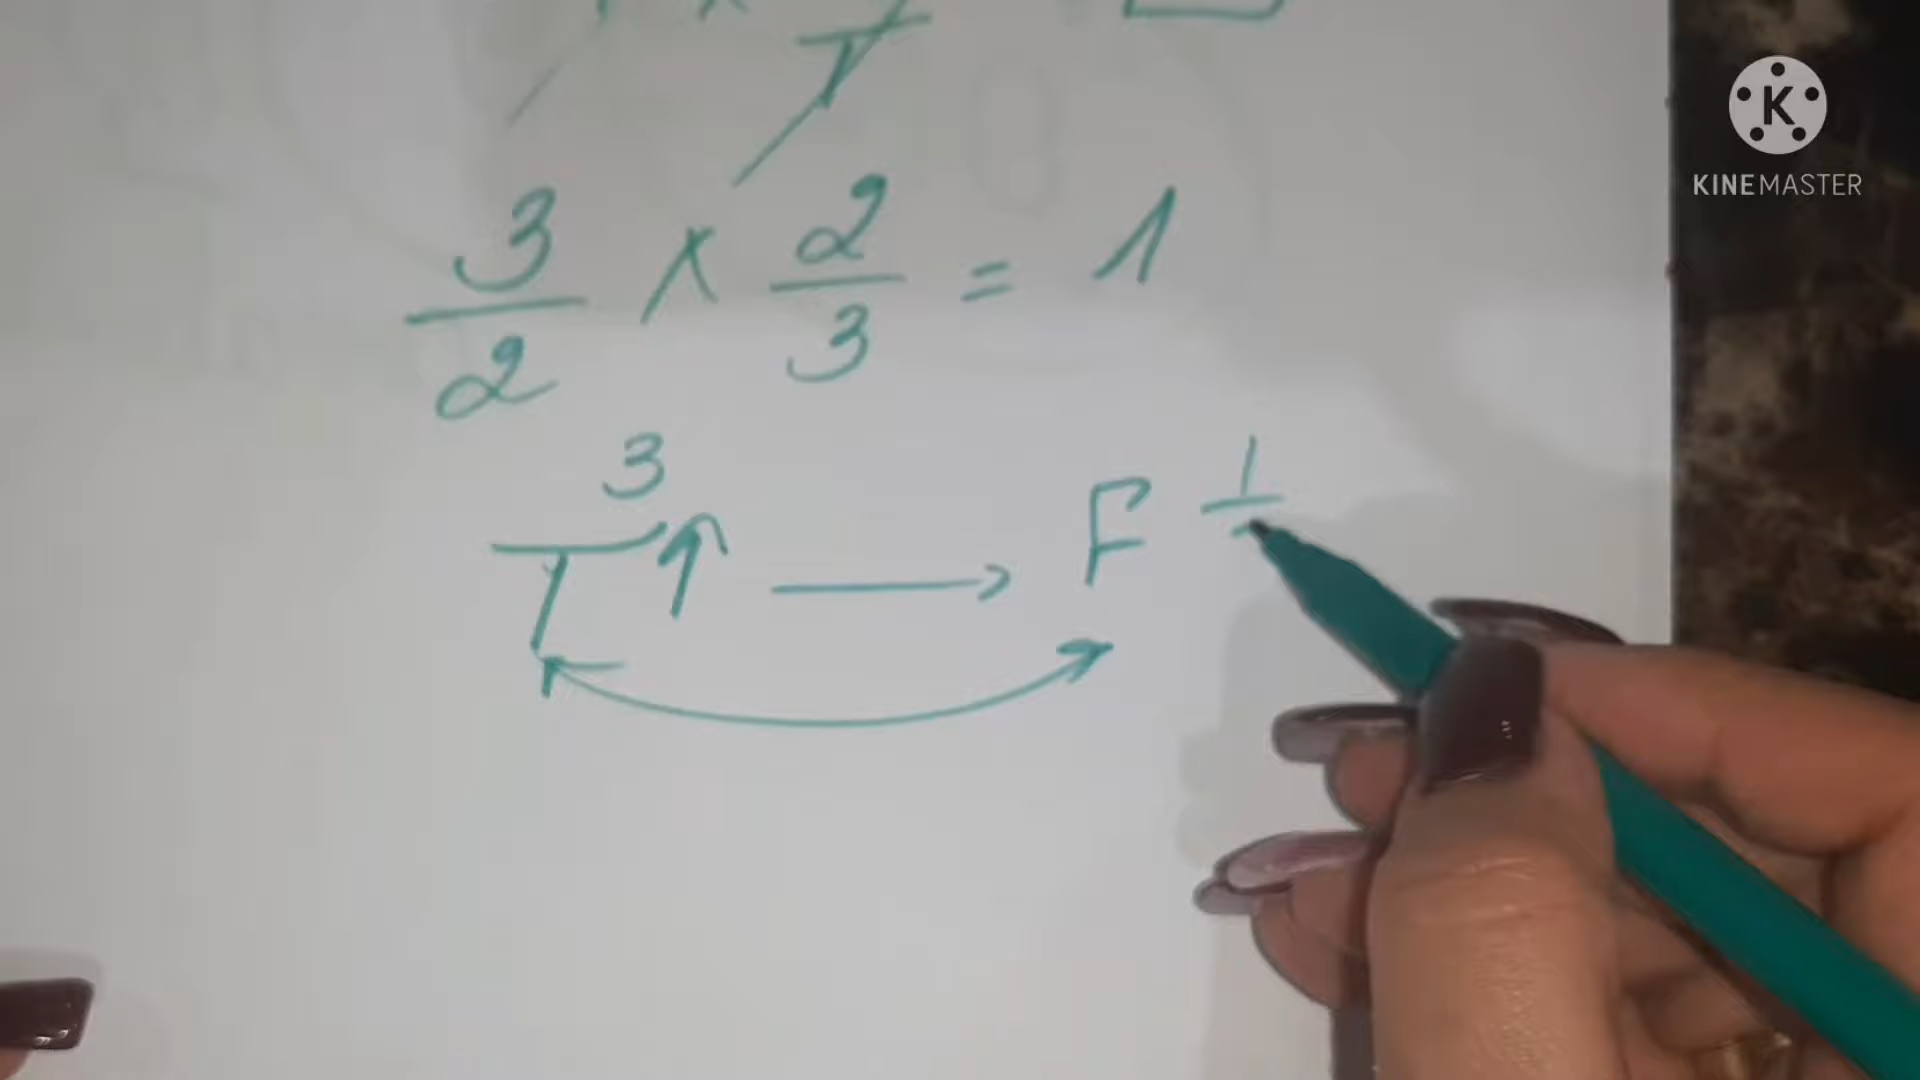 3/2 × 2/3 = 1
T 3 ↑ → F 1/
KINEMASTER